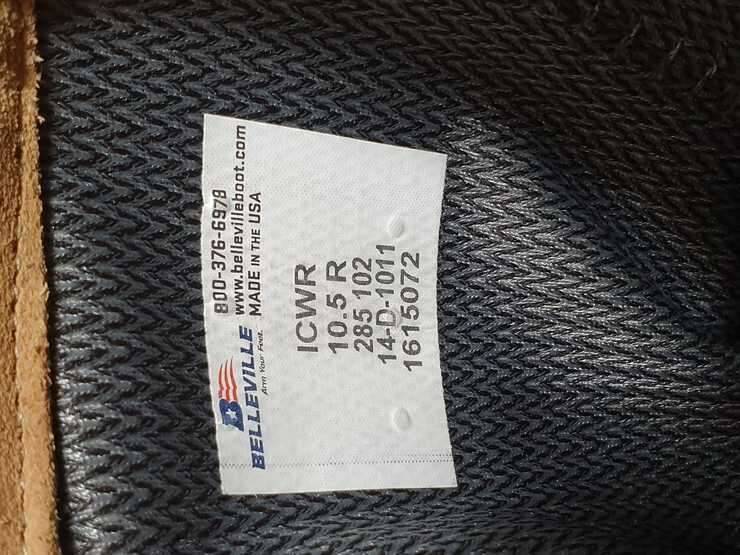 BELLEVILLE
Arm Your Feet.
800-376-6978
www.bellevilleboot.com
MADE IN THE USA
ICWR
10.5 R
285 102
14-D-1011
1615072